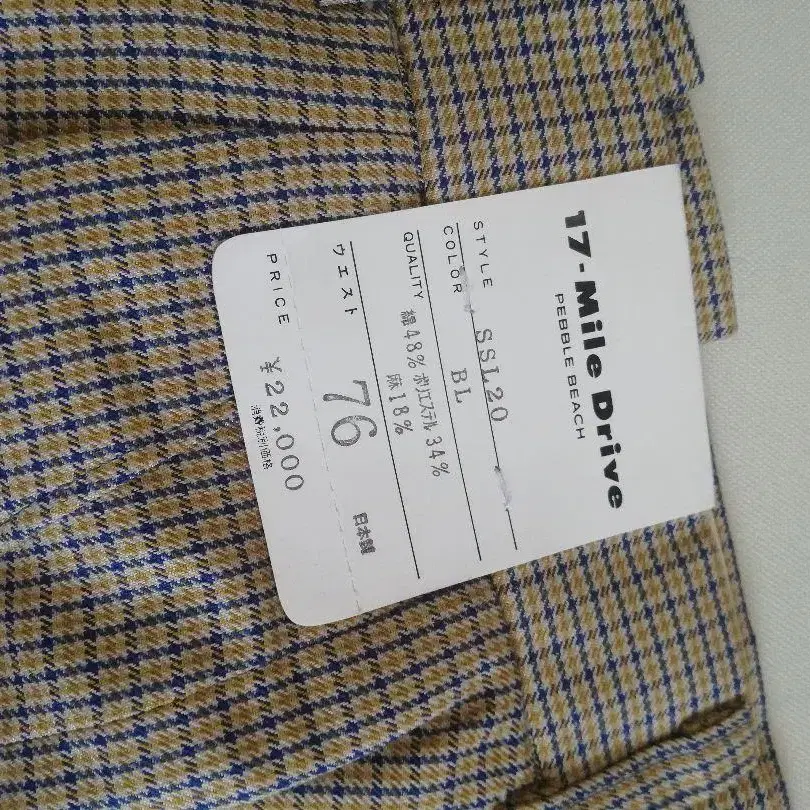 17-Mile Drive
PEBBLE BEACH
STYLE SSL20
COLOR BL
QUALITY 綿48% ポリエステル34%
麻18%
ウエスト 76 日本製
PRICE ¥22,000
消費税別価格